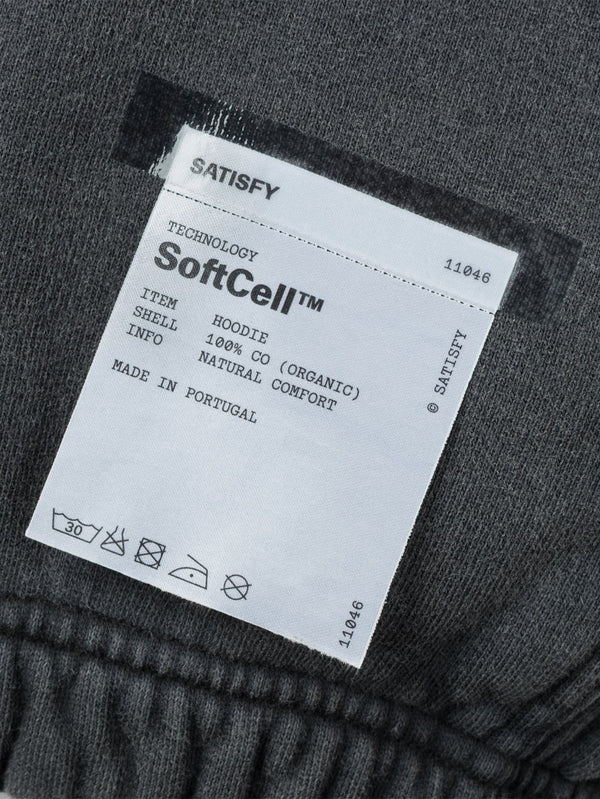 SATISFY
11046
TECHNOLOGY
SoftCell™
ITEM HOODIE
SHELL 100% CO (ORGANIC)
INFO NATURAL COMFORT
MADE IN PORTUGAL
© SATISFY
30
11046